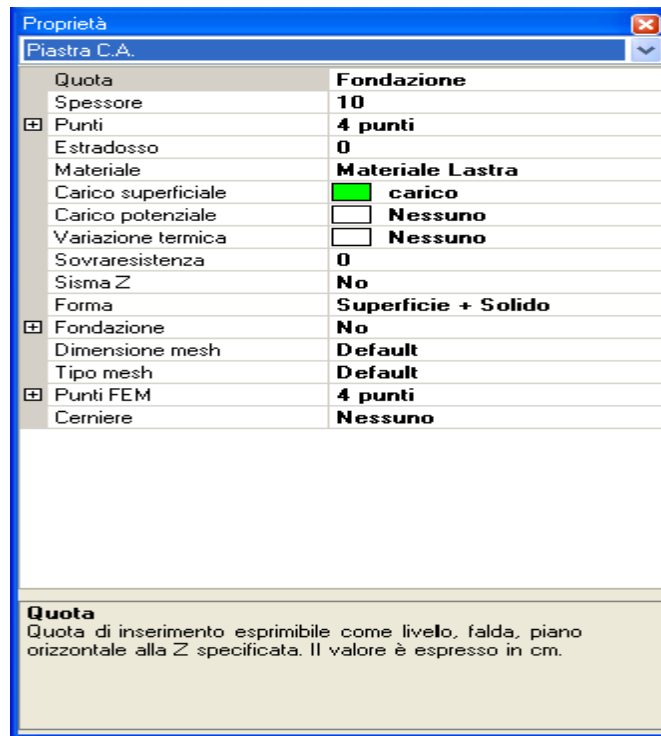 Proprietà
Piastra C.A.
Quota Fondazione
Spessore 10
Punti 4 punti
Estradosso 0
Materiale Materiale Lastra
Carico superficiale carico
Carico potenziale Nessuno
Variazione termica Nessuno
Sovraresistenza 0
Sisma Z No
Forma Superficie + Solido
Fondazione No
Dimensione mesh Default
Tipo mesh Default
Punti FEM 4 punti
Cerniere Nessuno
Quota
Quota di inserimento esprimibile come livelo, falda, piano
orizzontale alla Z specificata. Il valore è espresso in cm.